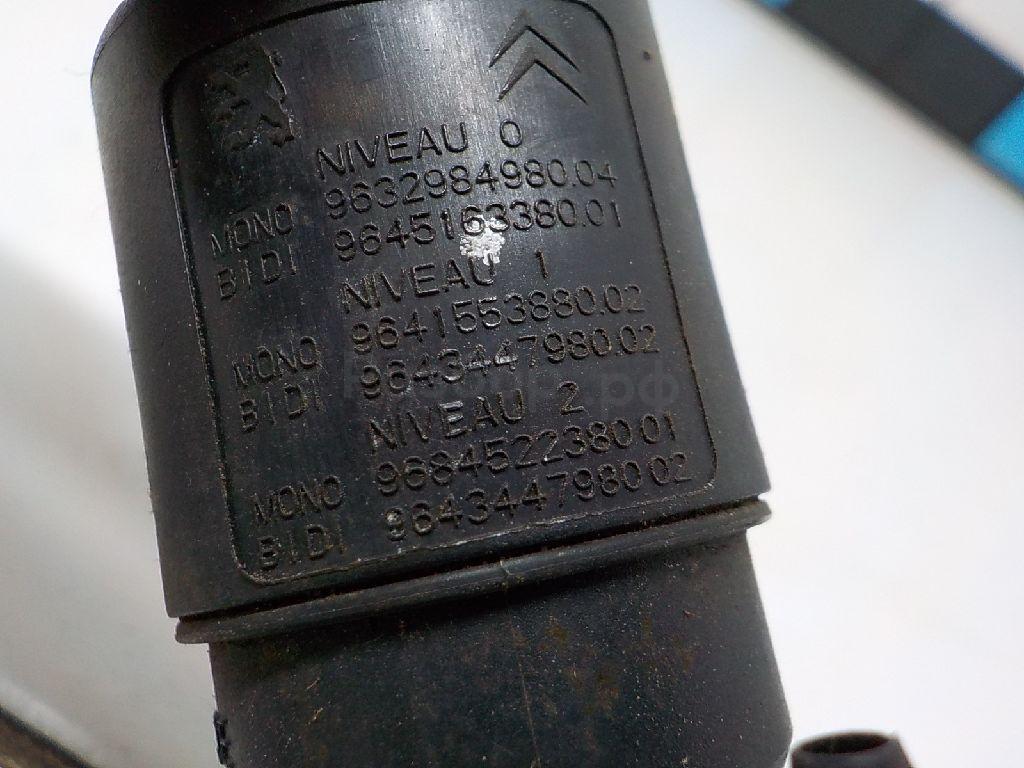 NIVEAU 0
MONO 9632984980.04
BIDI 9645163380.01
NIVEAU 1
MONO 9641553880.02
BIDI 9643447980.02
NIVEAU 2
MONO 9684522380 01
BIDI 9643447980 02